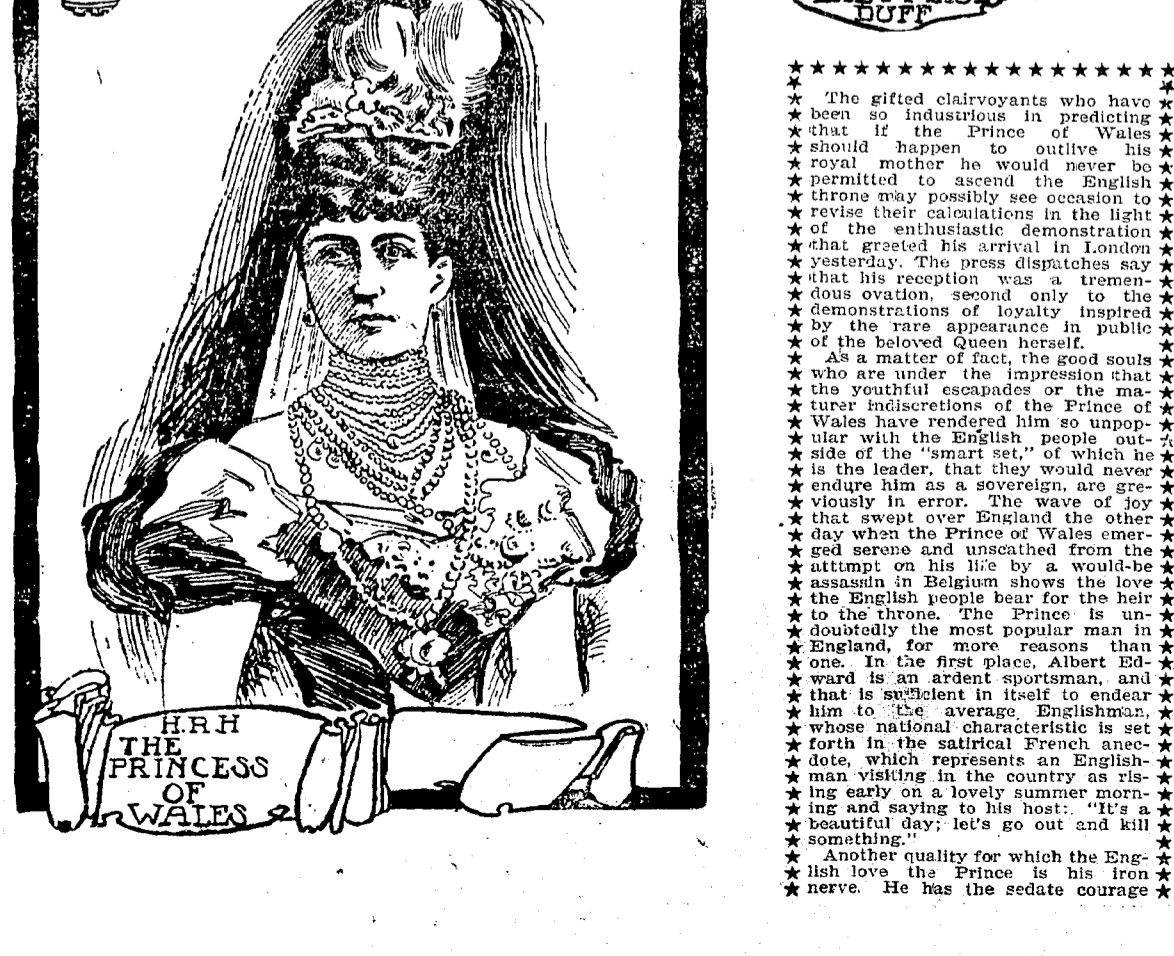 H.R.H
THE
PRINCESS
OF
WALES
DUFF
The gifted clairvoyants who have
been so industrious in predicting
that if the Prince of Wales
should happen to outlive his
royal mother he would never be
permitted to ascend the English
throne may possibly see occasion to
revise their calculations in the light
of the enthusiastic demonstration
that greeted his arrival in London
yesterday. The press dispatches say
that his reception was a tremen-
dous ovation, second only to the
demonstrations of loyalty inspired
by the rare appearance in public
of the beloved Queen herself.
As a matter of fact, the good souls
who are under the impression that
the youthful escapades or the ma-
turer indiscretions of the Prince of
Wales have rendered him so unpop-
ular with the English people out-
side of the "smart set," of which he
is the leader, that they would never
endure him as a sovereign, are gre-
viously in error. The wave of joy
that swept over England the other
day when the Prince of Wales emer-
ged serene and unscathed from the
atttmpt on his life by a would-be
assassin in Belgium shows the love
the English people bear for the heir
to the throne. The Prince is un-
doubtedly the most popular man in
England, for more reasons than
one. In the first place, Albert Ed-
ward is an ardent sportsman, and
that is sufficient in itself to endear
him to the average Englishman,
whose national characteristic is set
forth in the satirical French anec-
dote, which represents an English-
man visiting in the country as ris-
ing early on a lovely summer morn-
ing and saying to his host: "It's a
beautiful day; let's go out and kill
something."
Another quality for which the Eng-
lish love the Prince is his iron
nerve. He has the sedate courage